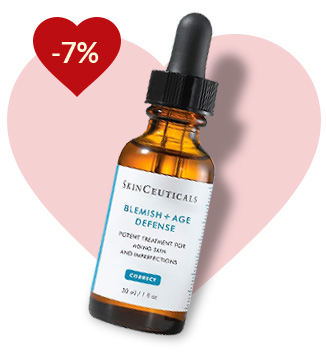 -7%
SKINCEUTICALS
BLEMISH + AGE
DEFENSE
POTENT TREATMENT FOR
AGING SKIN
AND IMPERFECTIONS
CORRECT
30 ml / 1 fl oz